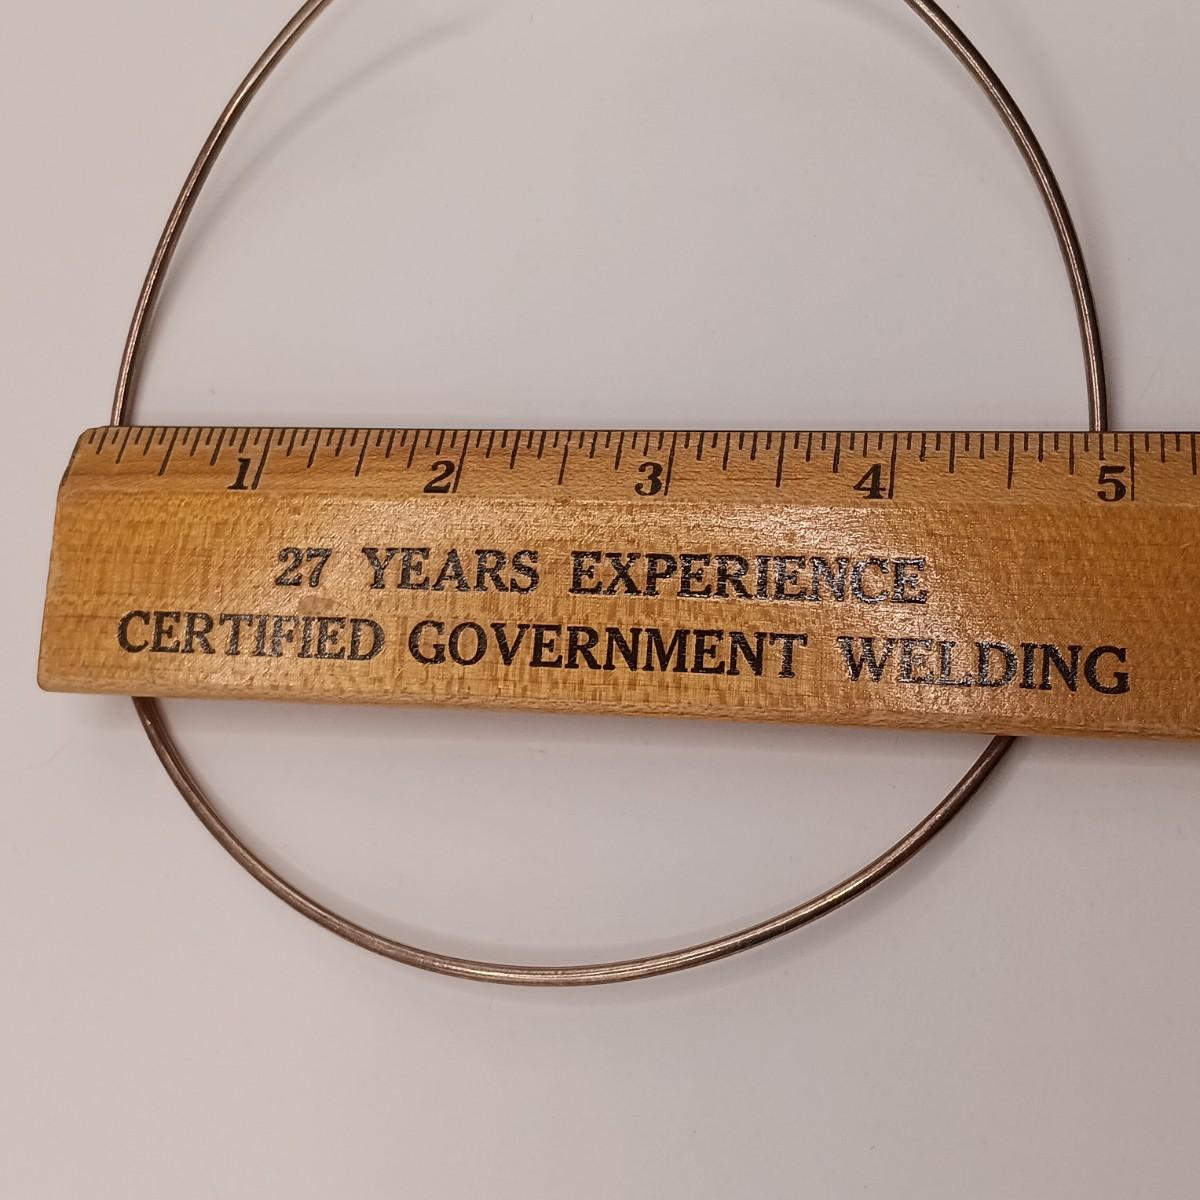 1 2 3 4 5
27 YEARS EXPERIENCE
CERTIFIED GOVERNMENT WELDING